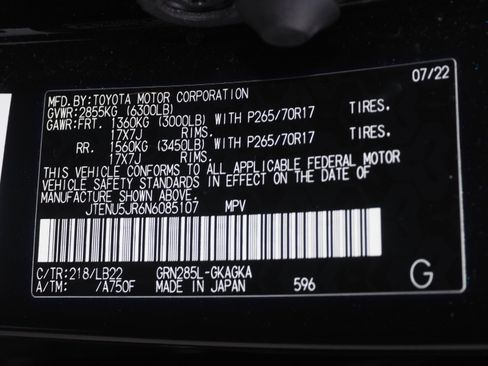 07/22
MFD.BY:TOYOTA MOTOR CORPORATION
GVWR:2855KG (6300LB)
GAWR:FRT. 1360KG (3000LB) WITH P265/70R17 TIRES.
17X7J RIMS.
RR. 1560KG (3450LB) WITH P265/70R17 TIRES.
17X7J RIMS.
THIS VEHICLE CONFORMS TO ALL APPLICABLE FEDERAL MOTOR
VEHICLE SAFETY STANDARDS IN EFFECT ON THE DATE OF
MANUFACTURE SHOWN ABOVE.
JTENU5JR6N6085107 MPV
C/TR:218/LB22 GRN285L-GKAGKA
A/TM: /A750F MADE IN JAPAN 596 G